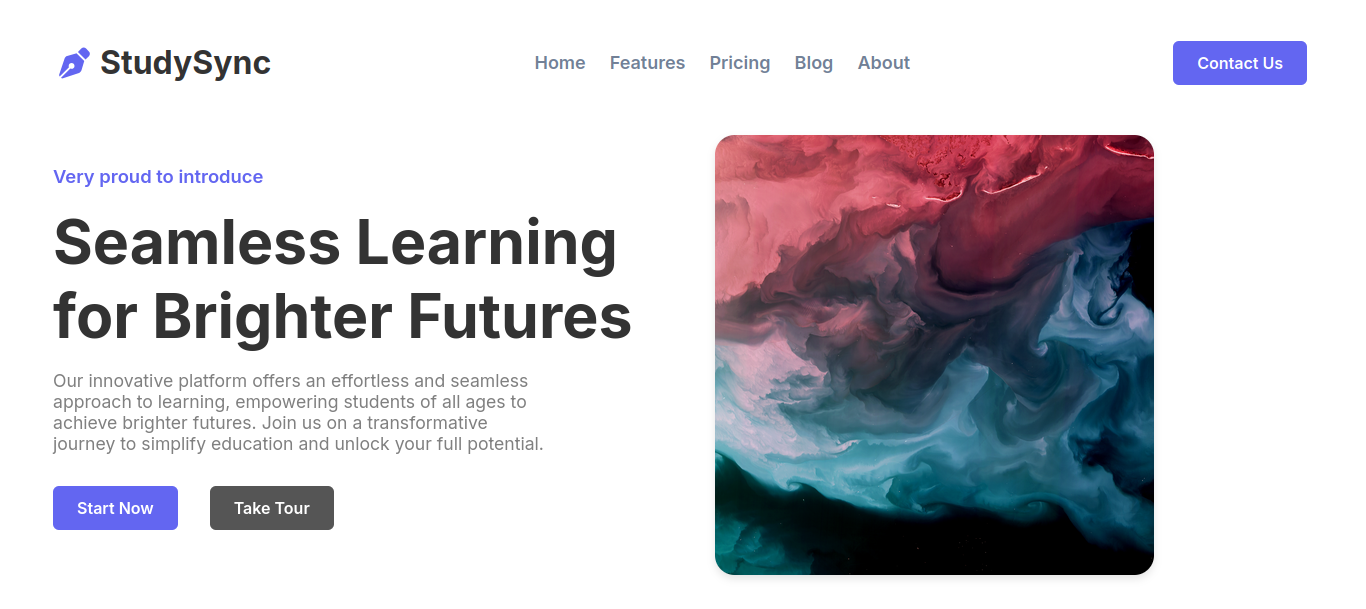 StudySync
Home Features Pricing Blog About
Contact Us
Very proud to introduce
Seamless Learning
for Brighter Futures
Our innovative platform offers an effortless and seamless
approach to learning, empowering students of all ages to
achieve brighter futures. Join us on a transformative
journey to simplify education and unlock your full potential.
Start Now Take Tour